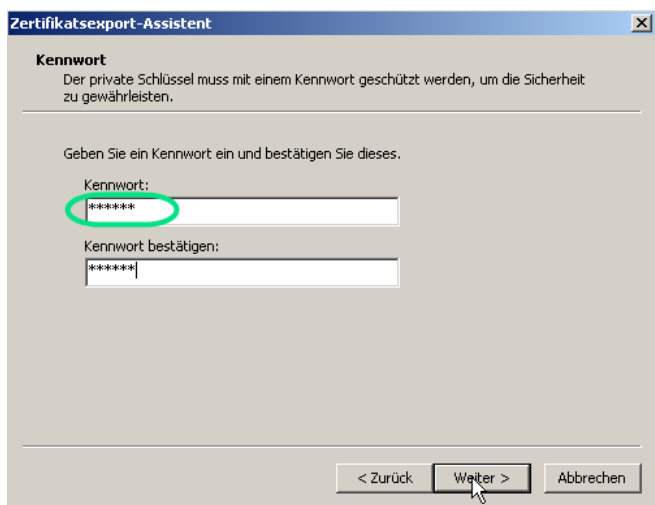 Zertifikatsexport-Assistent
Kennwort
Der private Schlüssel muss mit einem Kennwort geschützt werden, um die Sicherheit
zu gewährleisten.
Geben Sie ein Kennwort ein und bestätigen Sie dieses.
Kennwort:
******
Kennwort bestätigen:
******
< Zurück
Weiter >
Abbrechen